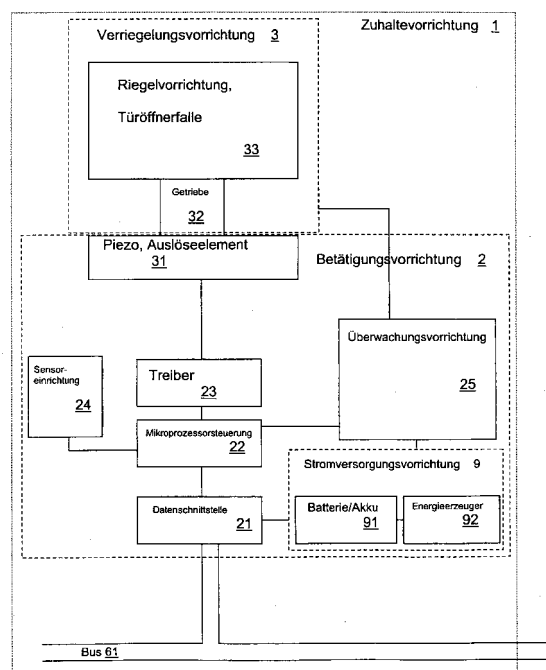 Zuhaltevorrichtung 1
Verriegelungsvorrichtung 3
Riegelvorrichtung,
Türöffnerfalle
33
Getriebe
32
Piezo, Auslöseelement
31
Betätigungsvorrichtung 2
Überwachungsvorrichtung
25
Sensor-
einrichtung
24
Treiber
23
Mikroprozessorsteuerung
22
Stromversorgungsvorrichtung 9
Datenschnittstelle
21
Batterie/Akku
91
Energieerzeuger
92
Bus 61